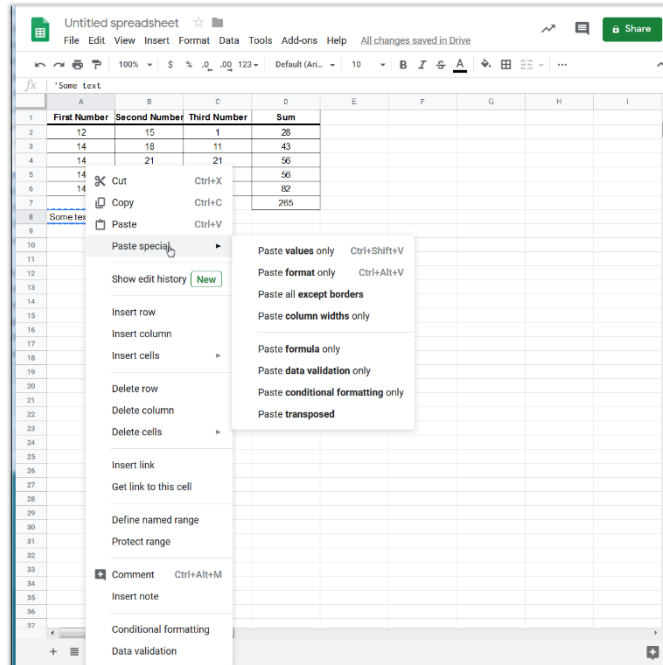 Untitled spreadsheet
File Edit View Insert Format Data Tools Add-ons Help All changes saved in Drive
Share
100% $ % .0 .00 123 Default (Ari... 10 B I S A ...
fx 'Some text
A B C D E F G H I
1 First Number Second Number Third Number Sum
2 12 15 1 28
3 14 18 11 43
4 14 21 21 56
5 14 56
6 14 82
7 265
8 Some tex
9
10
11
12
13
14
15
16
17
18
19
20
21
22
23
24
25
26
27
28
29
30
31
32
33
34
35
36
37
Cut Ctrl+X
Copy Ctrl+C
Paste Ctrl+V
Paste special
Show edit history New
Insert row
Insert column
Insert cells
Delete row
Delete column
Delete cells
Insert link
Get link to this cell
Define named range
Protect range
Comment Ctrl+Alt+M
Insert note
Conditional formatting
Data validation
Paste values only Ctrl+Shift+V
Paste format only Ctrl+Alt+V
Paste all except borders
Paste column widths only
Paste formula only
Paste data validation only
Paste conditional formatting only
Paste transposed